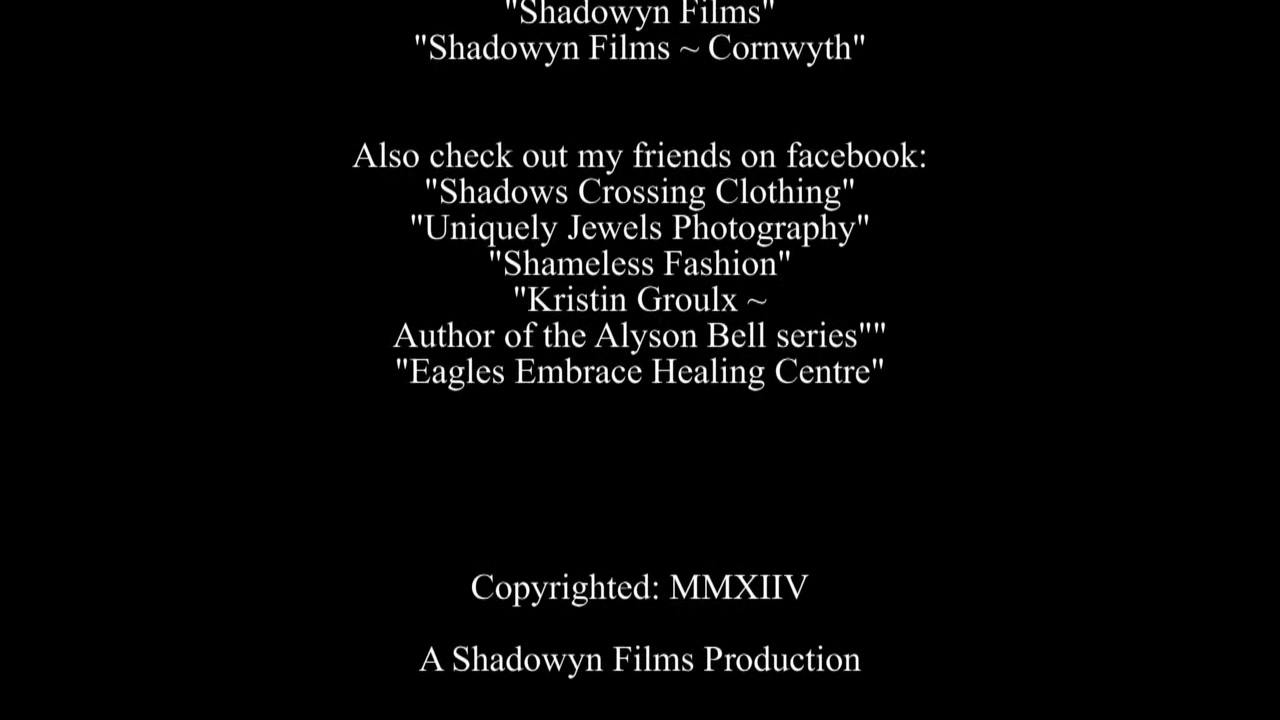 "Shadowyn Films"
"Shadowyn Films ~ Cornwyth"
Also check out my friends on facebook:
"Shadows Crossing Clothing"
"Uniquely Jewels Photography"
"Shameless Fashion"
"Kristin Groulx ~
Author of the Alyson Bell series""
"Eagles Embrace Healing Centre"
Copyrighted: MMXIIV
A Shadowyn Films Production